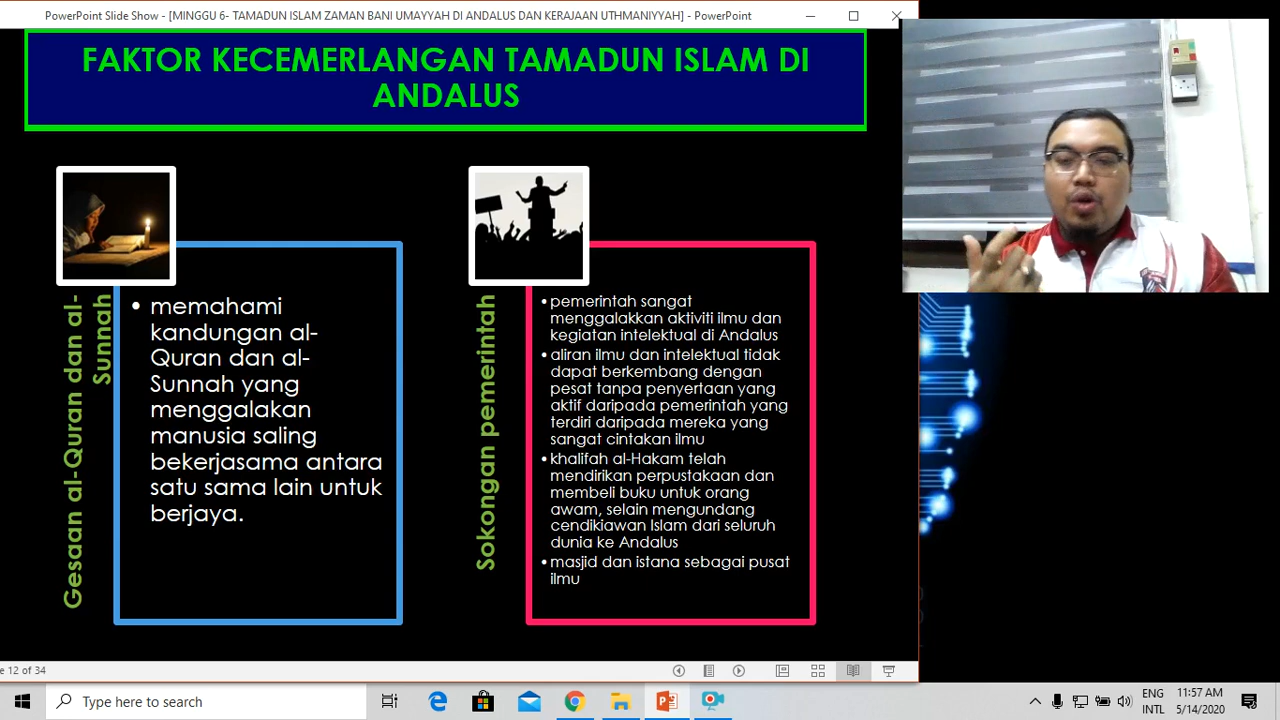 PowerPoint Slide Show - [MINGGU 6- TAMADUN ISLAM ZAMAN BANI UMAYYAH DI ANDALUS DAN KERAJAAN UTHMANIYYAH] - PowerPoint
FAKTOR KECEMERLANGAN TAMADUN ISLAM DI
ANDALUS
Gesaan al-Quran dan al-
Sunnah
• memahami
kandungan al-
Quran dan al-
Sunnah yang
menggalakan
manusia saling
bekerjasama antara
satu sama lain untuk
berjaya.
Sokongan pemerintah
• pemerintah sangat
menggalakkan aktiviti ilmu dan
kegiatan intelektual di Andalus
• aliran ilmu dan intelektual tidak
dapat berkembang dengan
pesat tanpa penyertaan yang
aktif daripada pemerintah yang
terdiri daripada mereka yang
sangat cintakan ilmu
• khalifah al-Hakam telah
mendirikan perpustakaan dan
membeli buku untuk orang
awam, selain mengundang
cendikiawan Islam dari seluruh
dunia ke Andalus
• masjid dan istana sebagai pusat
ilmu
e 12 of 34
Type here to search
ENG
INTL
11:57 AM
5/14/2020